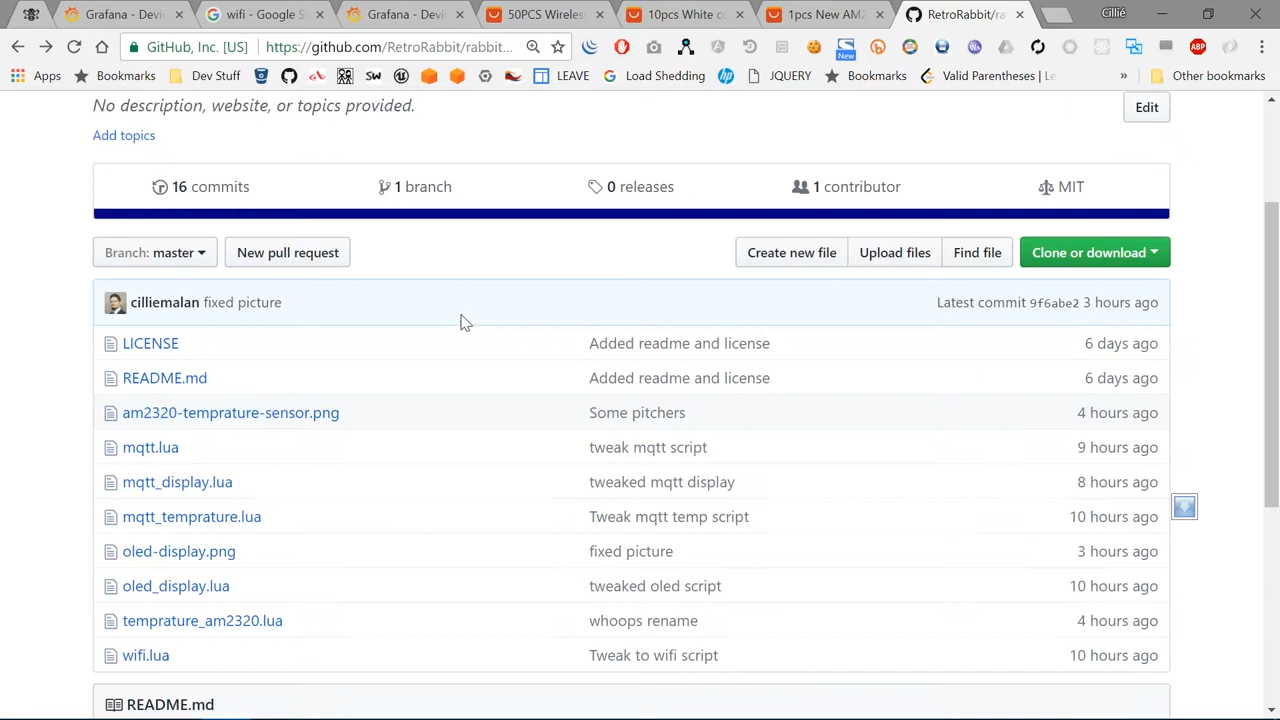 Grafana - Devi
wifi - Google S
Grafana - Devi
50PCS Wireles
10pcs White c
1pcs New AM2
RetroRabbit/ra
Cillié
GitHub, Inc. [US]
https://github.com/RetroRabbit/rabbit...
New
Apps
Bookmarks
Dev Stuff
SW
LEAVE
Load Shedding
JQUERY
Bookmarks
Valid Parentheses | Le
»
Other bookmarks
ABP
No description, website, or topics provided.
Edit
Add topics
16 commits
1 branch
0 releases
1 contributor
MIT
Branch: master
New pull request
Create new file
Upload files
Find file
Clone or download
cilliemalan fixed picture
Latest commit 9f6abe2 3 hours ago
LICENSE
Added readme and license
6 days ago
README.md
Added readme and license
6 days ago
am2320-temprature-sensor.png
Some pitchers
4 hours ago
mqtt.lua
tweak mqtt script
9 hours ago
mqtt_display.lua
tweaked mqtt display
8 hours ago
mqtt_temprature.lua
Tweak mqtt temp script
10 hours ago
oled-display.png
fixed picture
3 hours ago
oled_display.lua
tweaked oled script
10 hours ago
temprature_am2320.lua
whoops rename
4 hours ago
wifi.lua
Tweak to wifi script
10 hours ago
README.md